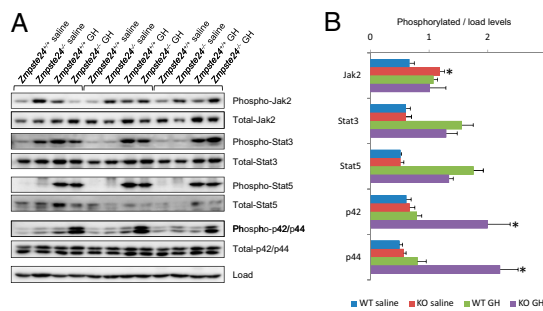 A
Zmpste24+/+ saline
Zmpste24-/- saline
Zmpste24+/+ GH
Zmpste24-/- GH
Zmpste24+/+ saline
Zmpste24-/- saline
Zmpste24+/+ GH
Zmpste24-/- GH
Zmpste24+/+ saline
Zmpste24-/- saline
Zmpste24+/+ GH
Zmpste24-/- GH
Phospho-Jak2
Total-Jak2
Phospho-Stat3
Total-Stat3
Phospho-Stat5
Total-Stat5
Phospho-p42/p44
Total-p42/p44
Load
B
Phosphorylated / load levels
0 1 2
Jak2 *
Stat3
Stat5
p42 *
p44 *
WT saline KO saline WT GH KO GH